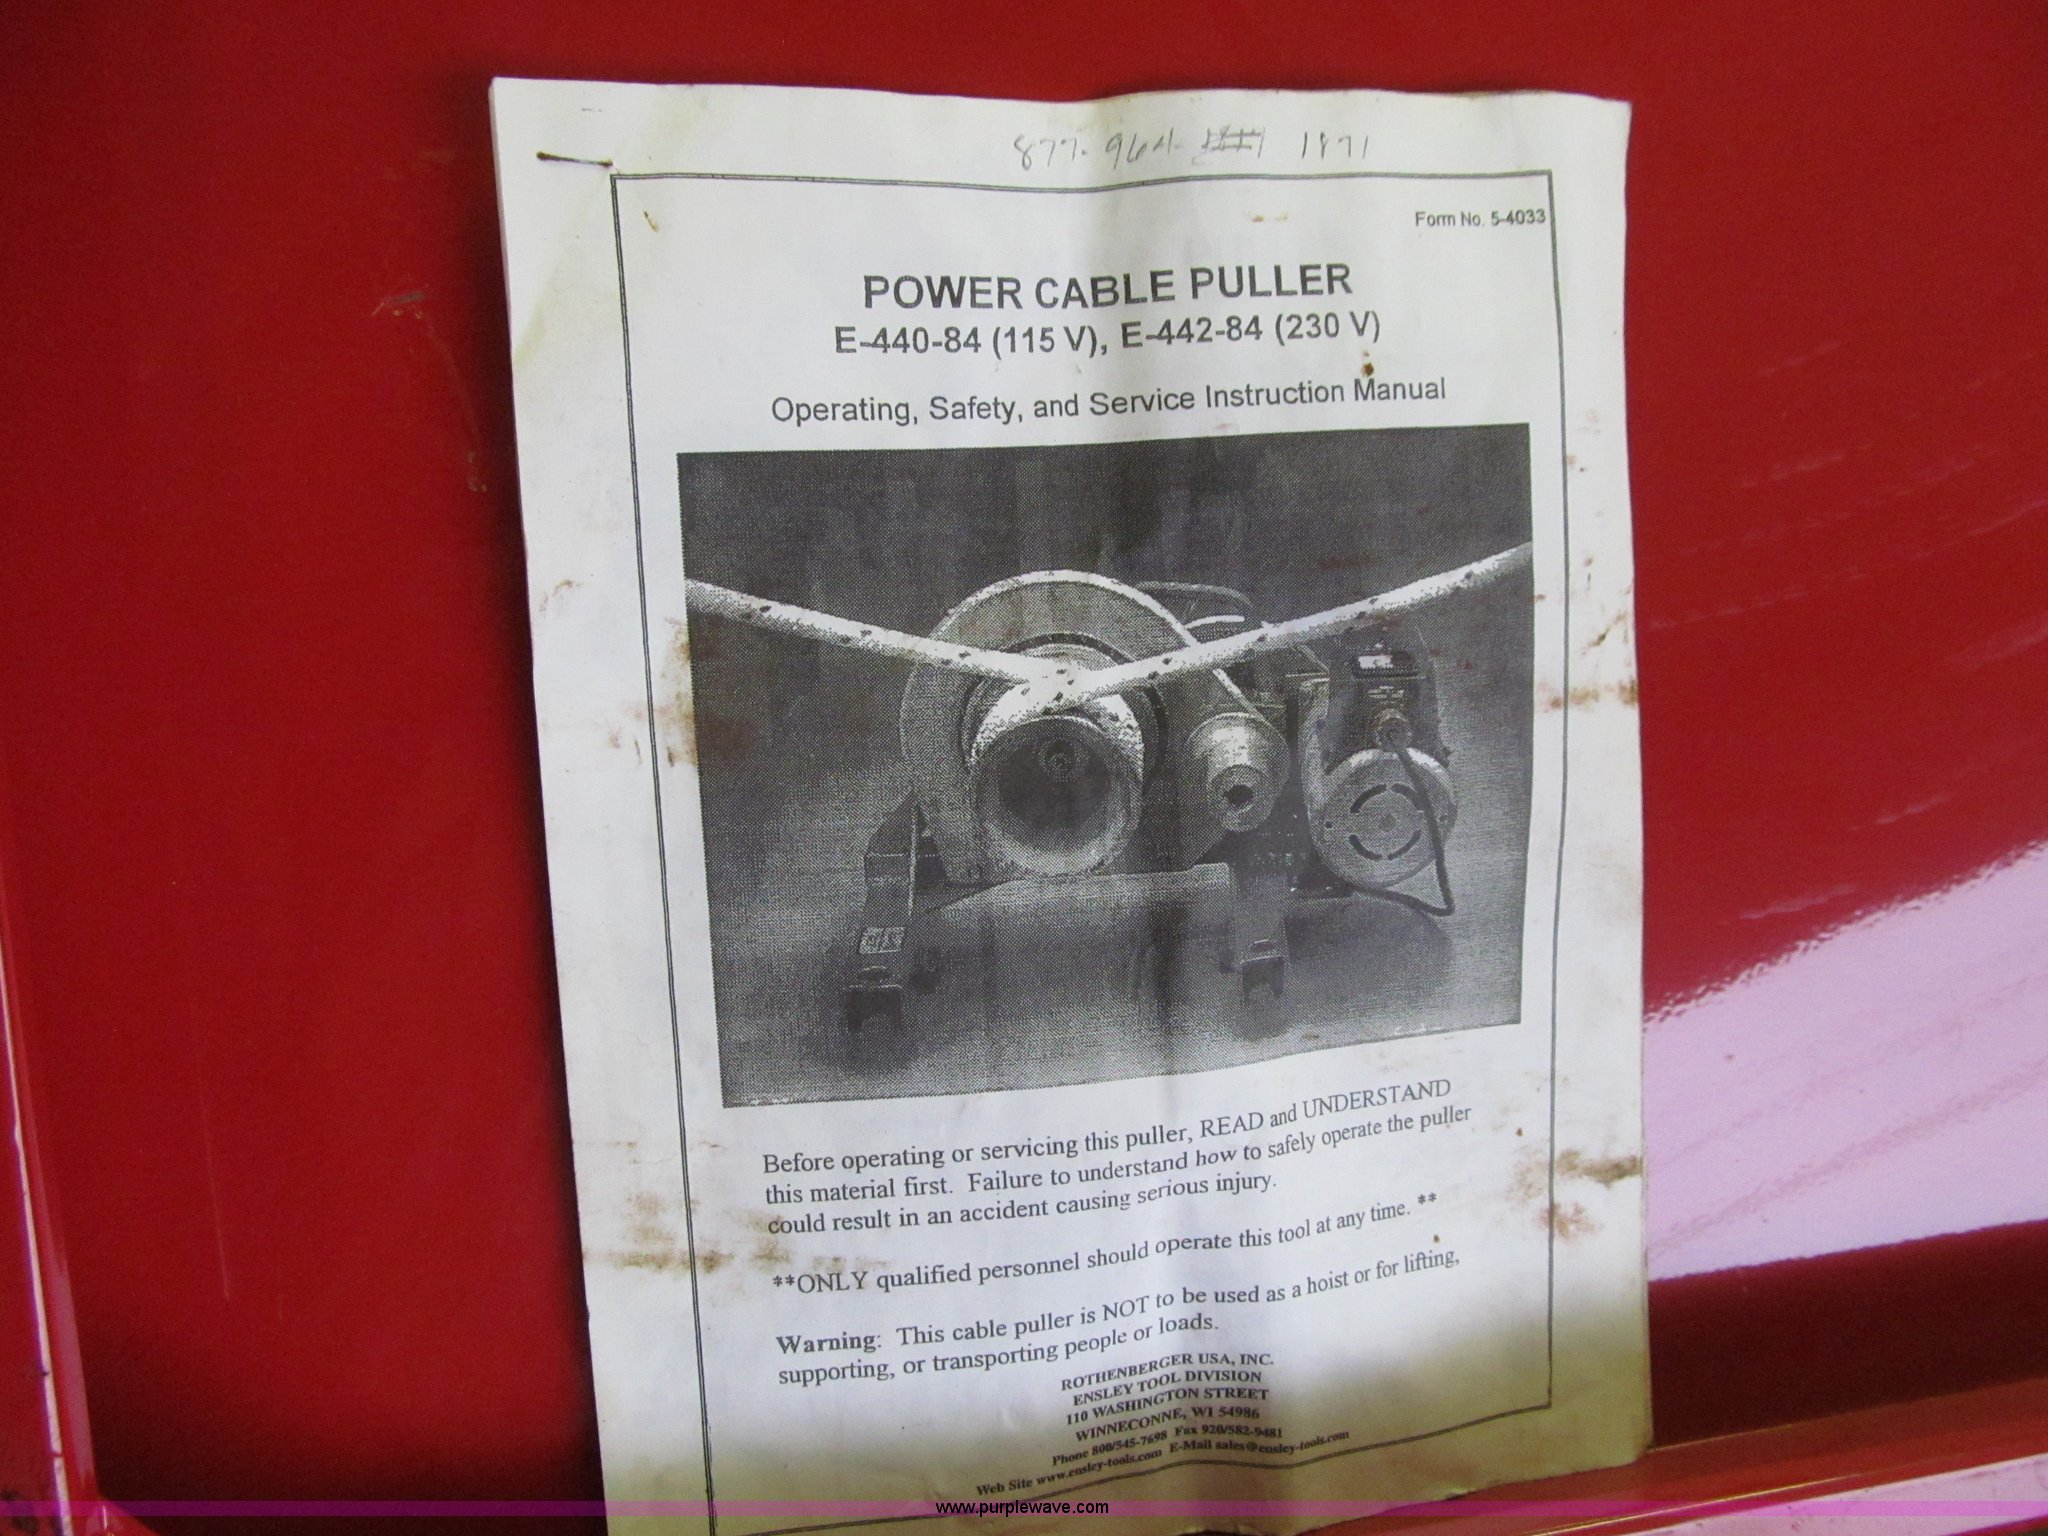 877-964- 1871
Form No. 5-4033
POWER CABLE PULLER
E-440-84 (115 V), E-442-84 (230 V)
Operating, Safety, and Service Instruction Manual
Before operating or servicing this puller, READ and UNDERSTAND
this material first. Failure to understand how to safely operate the puller
could result in an accident causing serious injury.
**ONLY qualified personnel should operate this tool at any time. **
Warning: This cable puller is NOT to be used as a hoist or for lifting,
supporting, or transporting people or loads.
ROTHENBERGER USA, INC.
ENSLEY TOOL DIVISION
110 WASHINGTON STREET
WINNECONNE, WI 54986
Phone 800/545-7698 Fax 920/582-9481
Web Site www.ensley-tools.com E-Mail sales@ensley-tools.com
www.purplewave.com